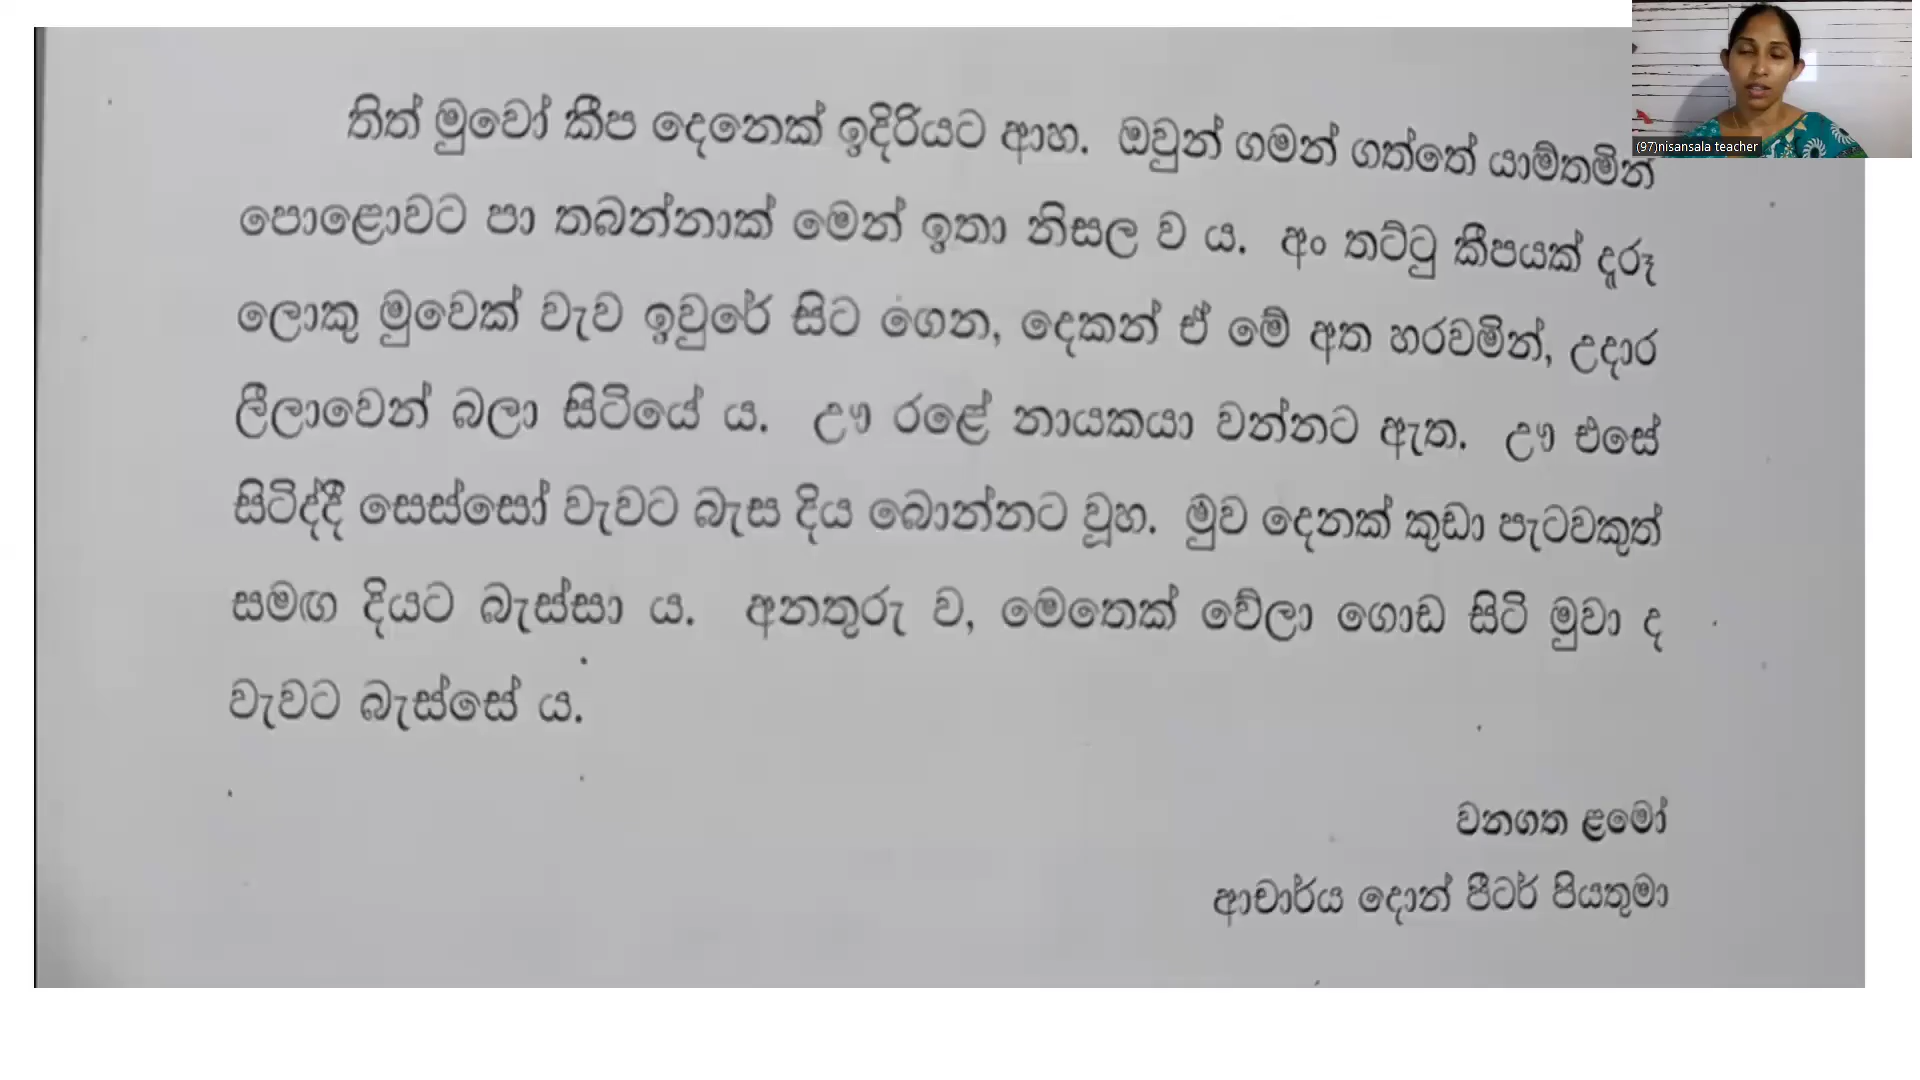 තිත් මුවෝ කීප දෙනෙක් ඉදිරියට ආහ. ඔවුන් ගමන් ගත්තේ යාම්තමින්
පොළොවට පා තබන්නාක් මෙන් ඉතා නිසල ව ය. අං තට්ටු කීපයක් දැරූ
ලොකු මුවෙක් වැව ඉවුරේ සිට ගෙන, දෙකන් ඒ මේ අත හරවමින්, උදාර
ලීලාවෙන් බලා සිටියේ ය. ඌ රළේ නායකයා වන්නට ඇත. ඌ එසේ
සිටිද්දී සෙස්සෝ වැවට බැස දිය බොන්නට වූහ. මුව දෙනක් කුඩා පැටවකුත්
සමඟ දියට බැස්සා ය. අනතුරු ව, මෙතෙක් වේලා ගොඩ සිටි මුවා ද
වැවට බැස්සේ ය.
වනගත ළමෝ
ආචාර්ය දොන් පීටර් පියතුමා
(97)nisansala teacher